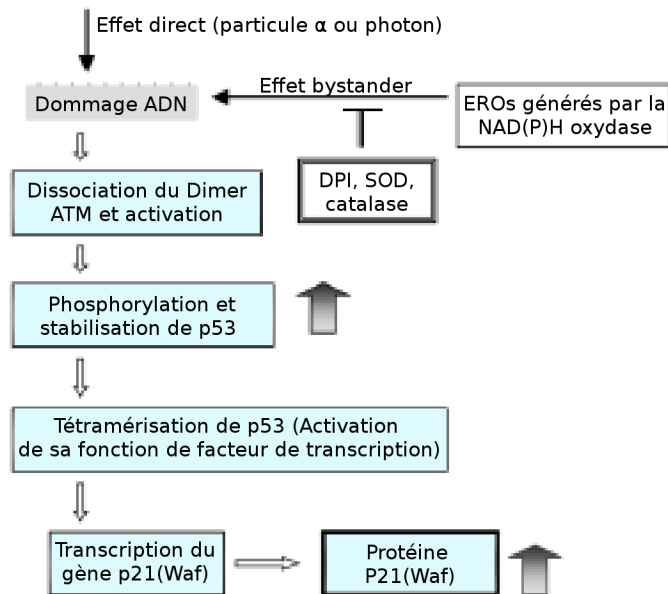 Effet direct (particule α ou photon)
Effet bystander
Dommage ADN
EROs générés par la
NAD(P)H oxydase
DPI, SOD,
catalase
Dissociation du Dimer
ATM et activation
Phosphorylation et
stabilisation de p53
Tétramérisation de p53 (Activation
de sa fonction de facteur de transcription)
Transcription du
gène p21(Waf)
Protéine
P21(Waf)